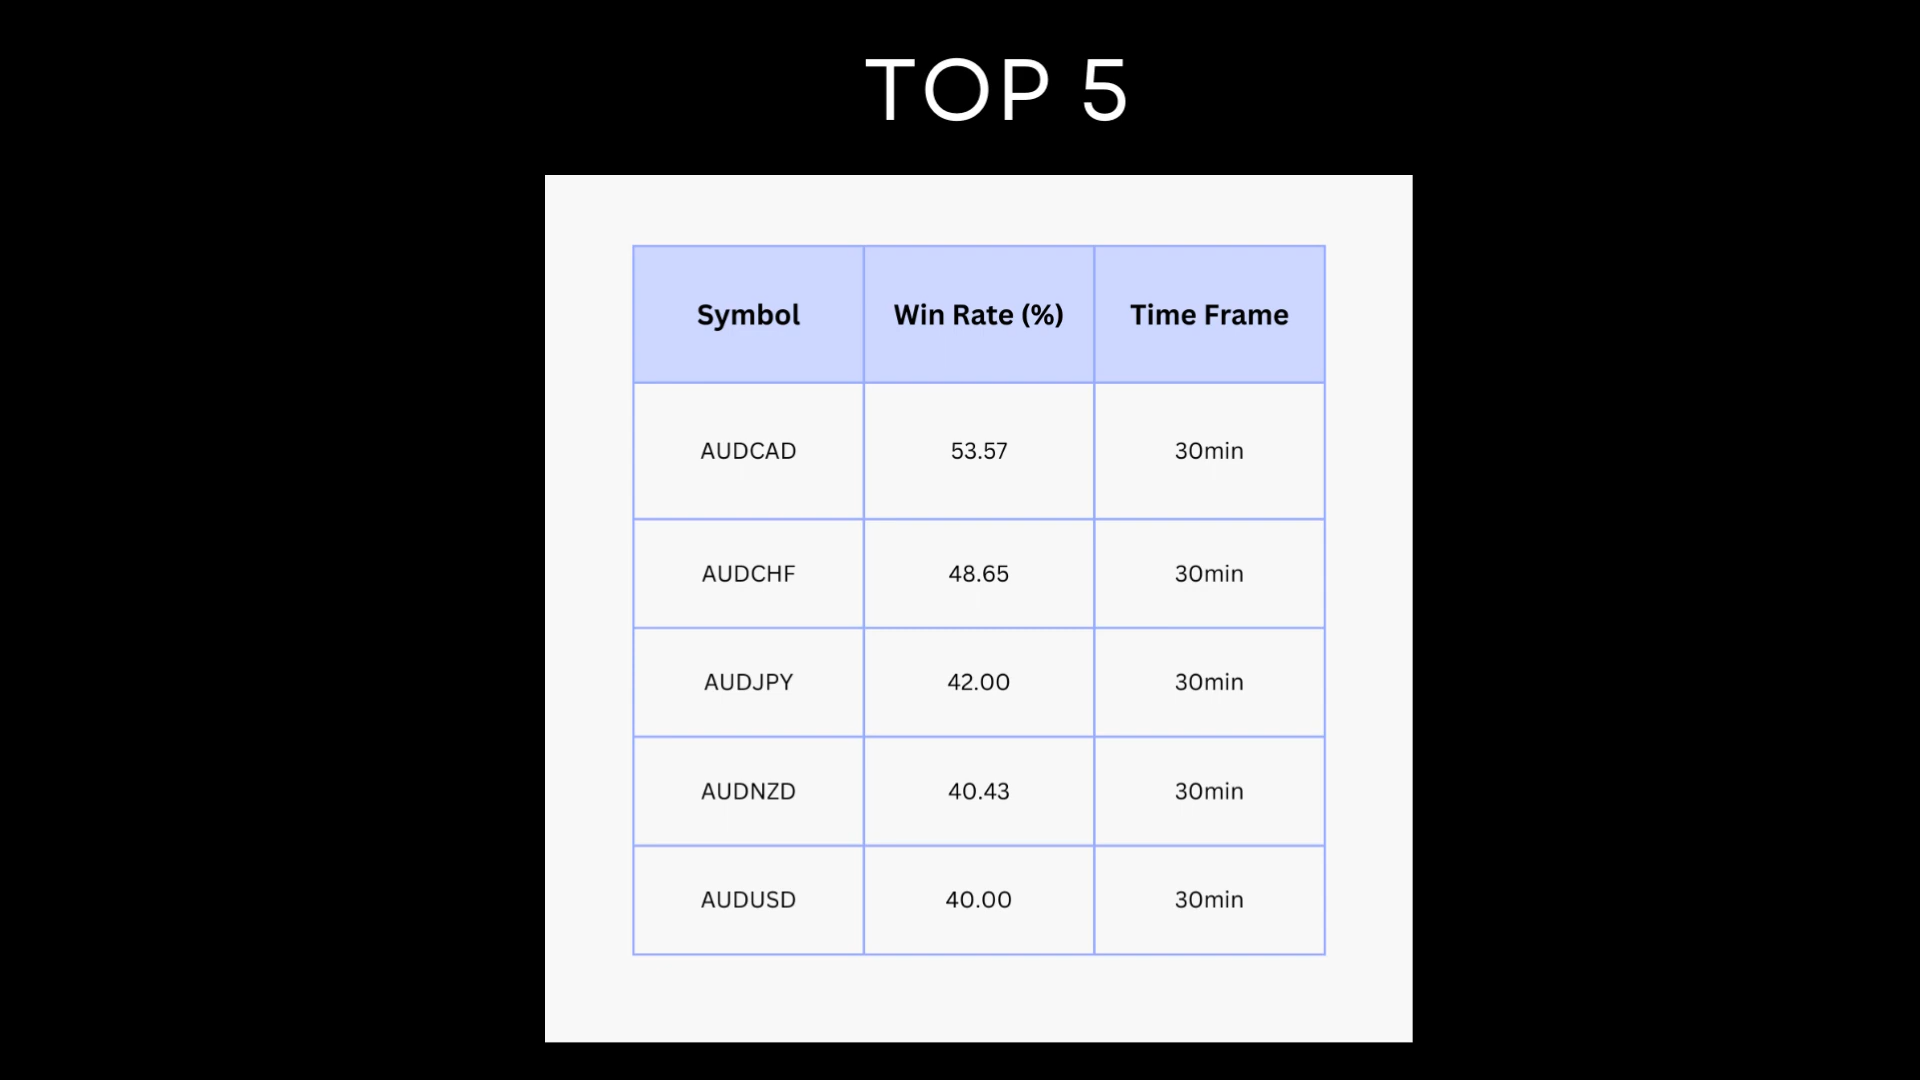 TOP 5
Symbol Win Rate (%) Time Frame
AUDCAD 53.57 30min
AUDCHF 48.65 30min
AUDJPY 42.00 30min
AUDNZD 40.43 30min
AUDUSD 40.00 30min